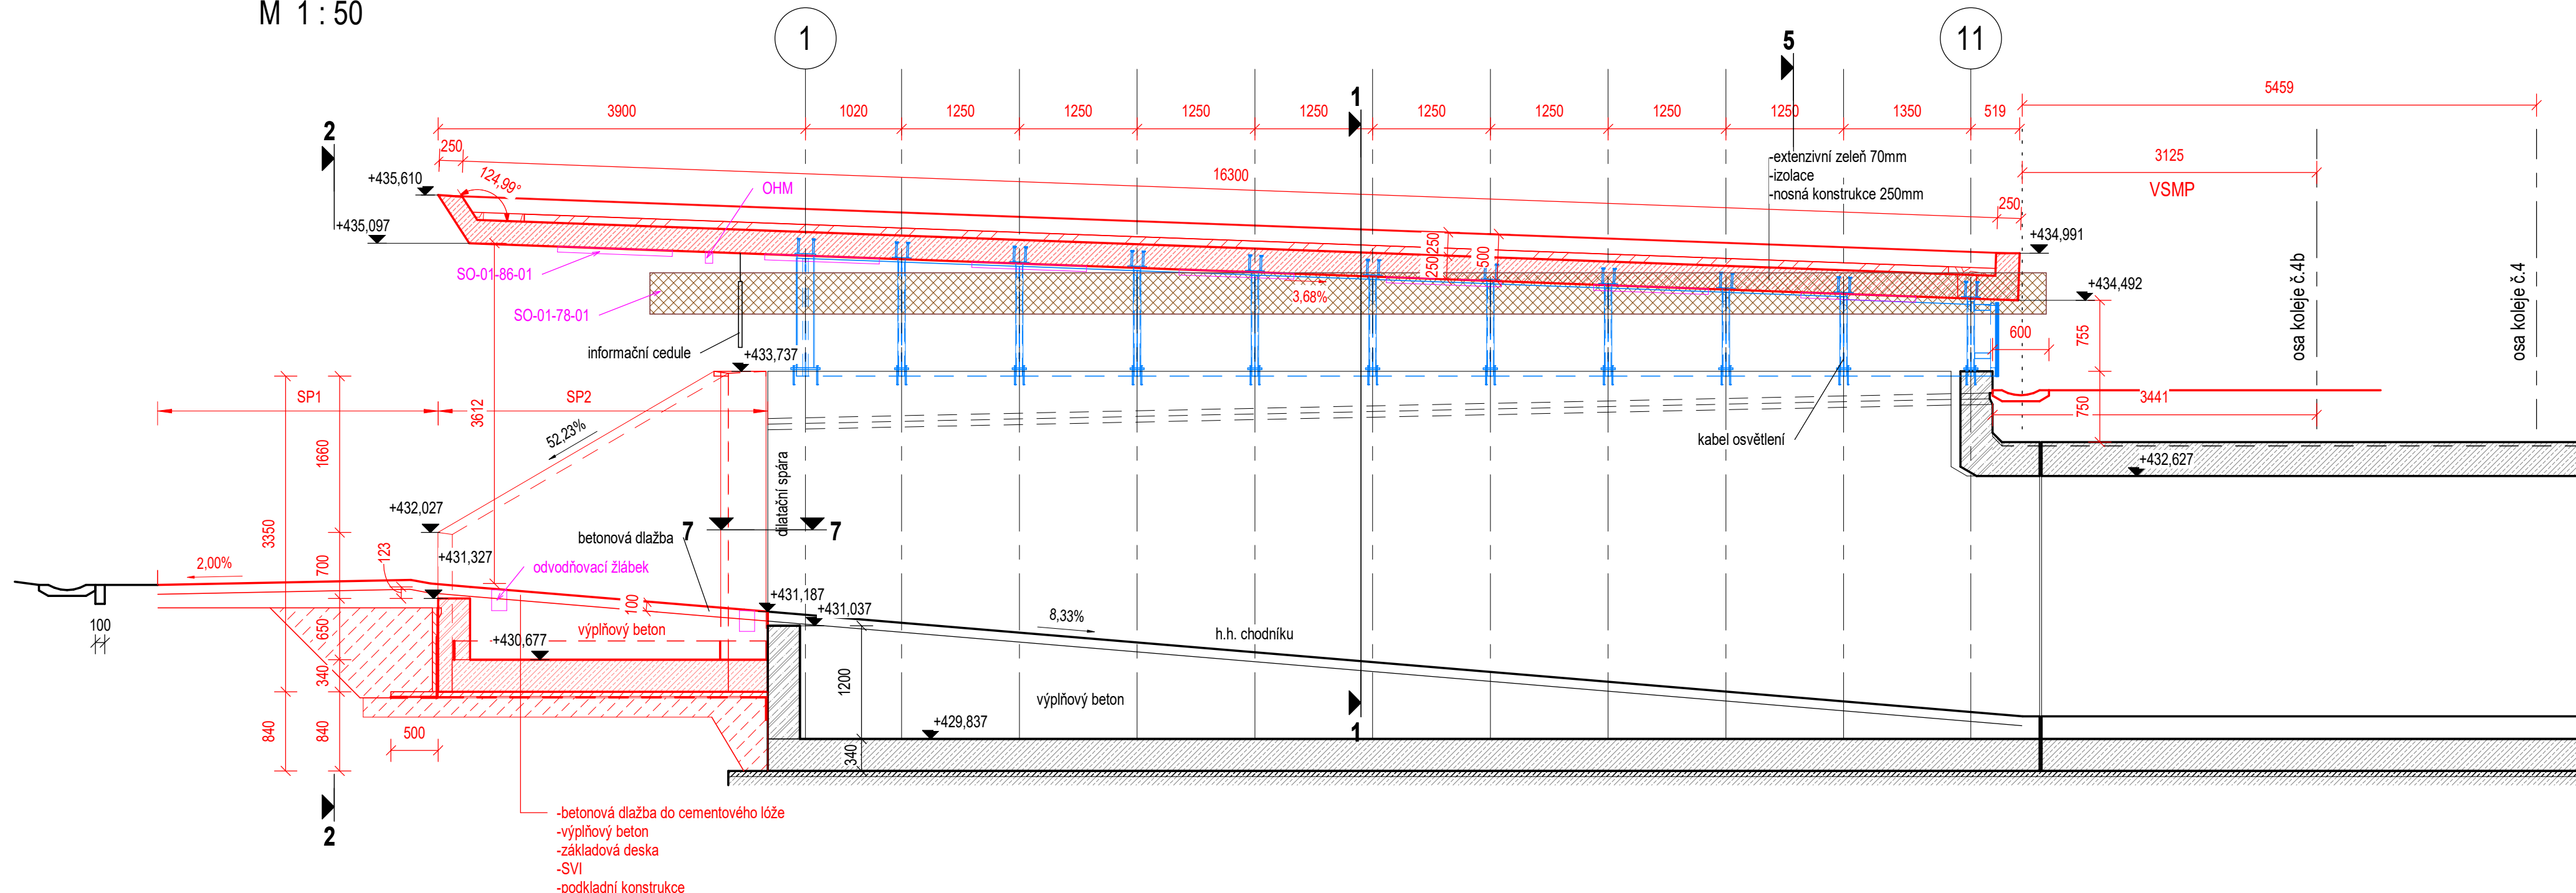 M 1 : 50
1
11
5
1
2
3900
1020
1250
1250
1250
1250
1250
1250
1250
1250
1350
519
5459
3125
VSMP
250
16300
124,99°
+435,610
+435,097
OHM
SO-01-86-01
SO-01-78-01
informační cedule
-extenzivní zeleň 70mm
-izolace
-nosná konstrukce 250mm
250
250
250
500
3,68%
+434,991
+434,492
600
755
750
3441
osa koleje č.4b
osa koleje č.4
+433,737
SP1
SP2
3612
52,23%
1660
3350
+432,027
700
123
2,00%
+431,327
betonová dlažba
odvodňovací žlábek
7
7
dilatační spára
kabel osvětlení
+432,627
100
+431,187
+431,037
8,33%
h.h. chodníku
výplňový beton
+430,677
100
650
340
840
840
500
1200
výplňový beton
+429,837
340
1
2
-betonová dlažba do cementového lóže
-výplňový beton
-základová deska
-SVI
-podkladní konstrukce